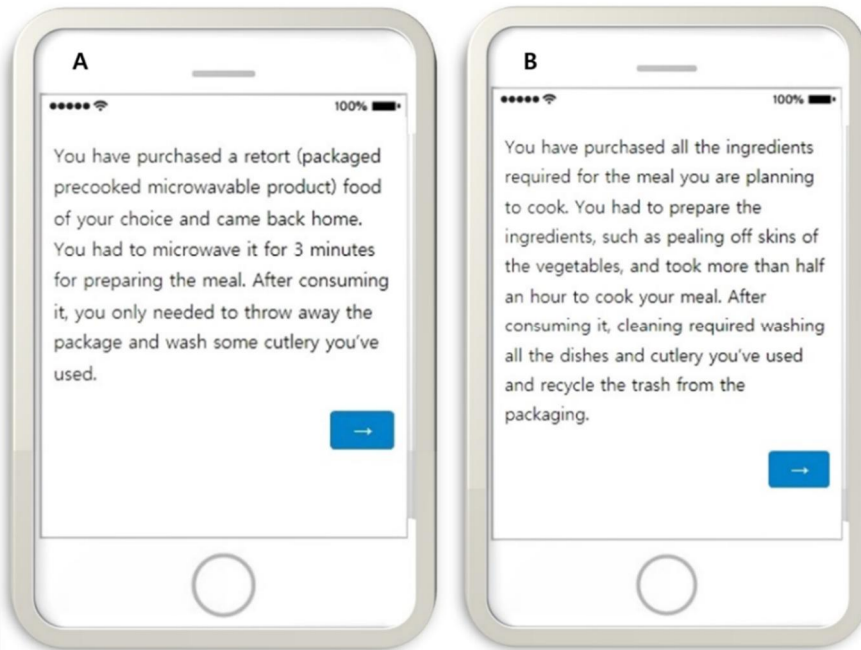 A
100%
You have purchased a retort (packaged
precooked microwavable product) food
of your choice and came back home.
You had to microwave it for 3 minutes
for preparing the meal. After consuming
it, you only needed to throw away the
package and wash some cutlery you've
used.
→
B
100%
You have purchased all the ingredients
required for the meal you are planning
to cook. You had to prepare the
ingredients, such as pealing off skins of
the vegetables, and took more than half
an hour to cook your meal. After
consuming it, cleaning required washing
all the dishes and cutlery you've used
and recycle the trash from the
packaging.
→